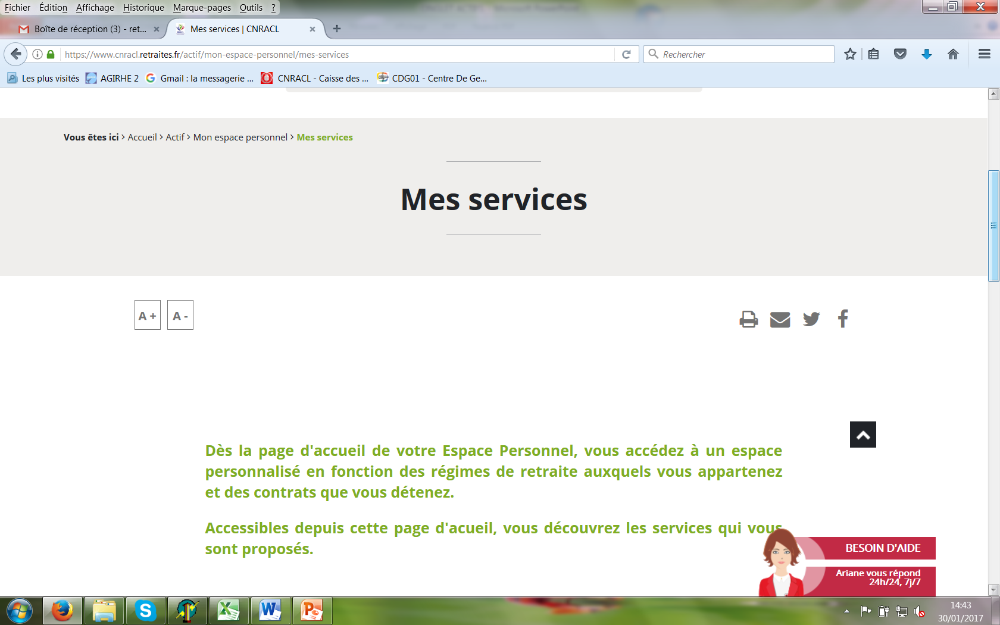 Fichier Édition Affichage Historique Marque-pages Outils ?
Boîte de réception (3) - ret... × Mes services | CNRACL × +
https://www.cnracl.retraites.fr/actif/mon-espace-personnel/mes-services Rechercher
Les plus visités AGIRHE 2 Gmail : la messagerie ... CNRACL - Caisse des ... CDG01 - Centre De Ge...
Vous êtes ici > Accueil > Actif > Mon espace personnel > Mes services
Mes services
A + A -
Dès la page d'accueil de votre Espace Personnel, vous accédez à un espace
personnalisé en fonction des régimes de retraite auxquels vous appartenez
et des contrats que vous détenez.
Accessibles depuis cette page d'acueil, vous découvrez les services qui vous
sont proposés.
BESOIN D'AIDE
Ariane vous répond
24h/24, 7j/7
14:43
30/01/2017